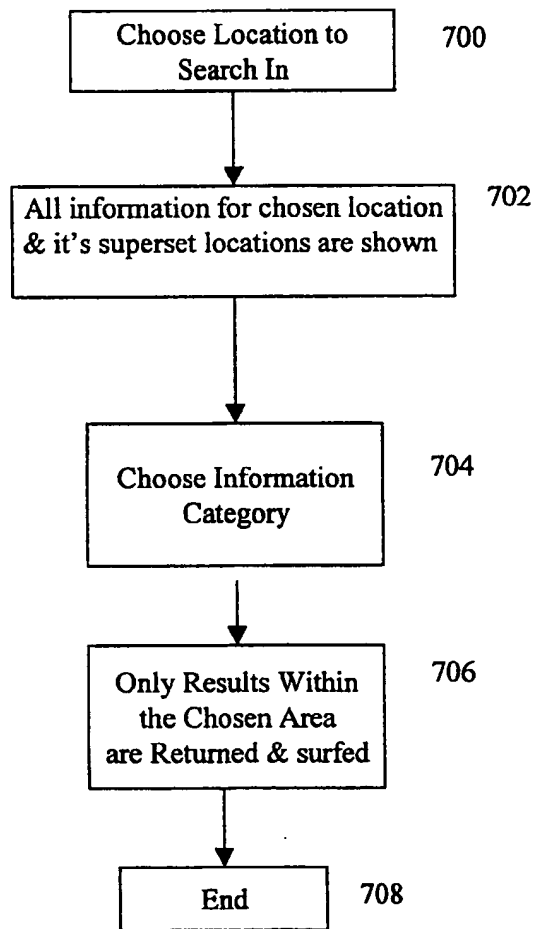 Choose Location to 700
Search In
All information for chosen location 702
& it's superset locations are shown
Choose Information 704
Category
Only Results Within 706
the Chosen Area
are Returned & surfed
End 708